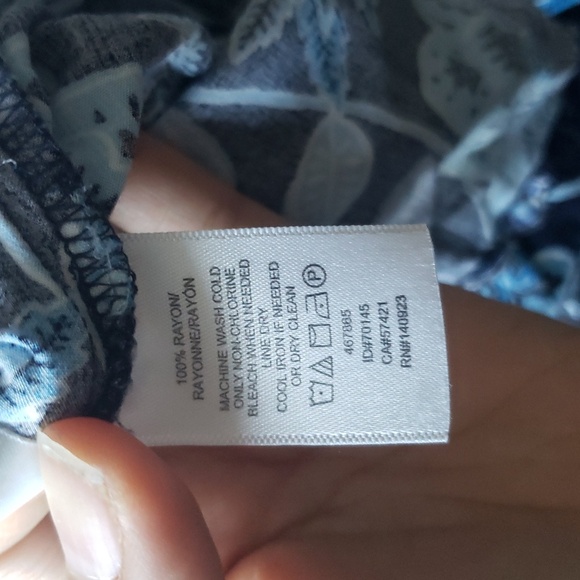 100% RAYON/
RAYONNE/RAYÓN
MACHINE WASH COLD
ONLY NON-CHLORINE
BLEACH WHEN NEEDED
LINE DRY
COOL IRON IF NEEDED
OR DRY CLEAN
P
467885
ID#70145
CA#57421
RN#140923